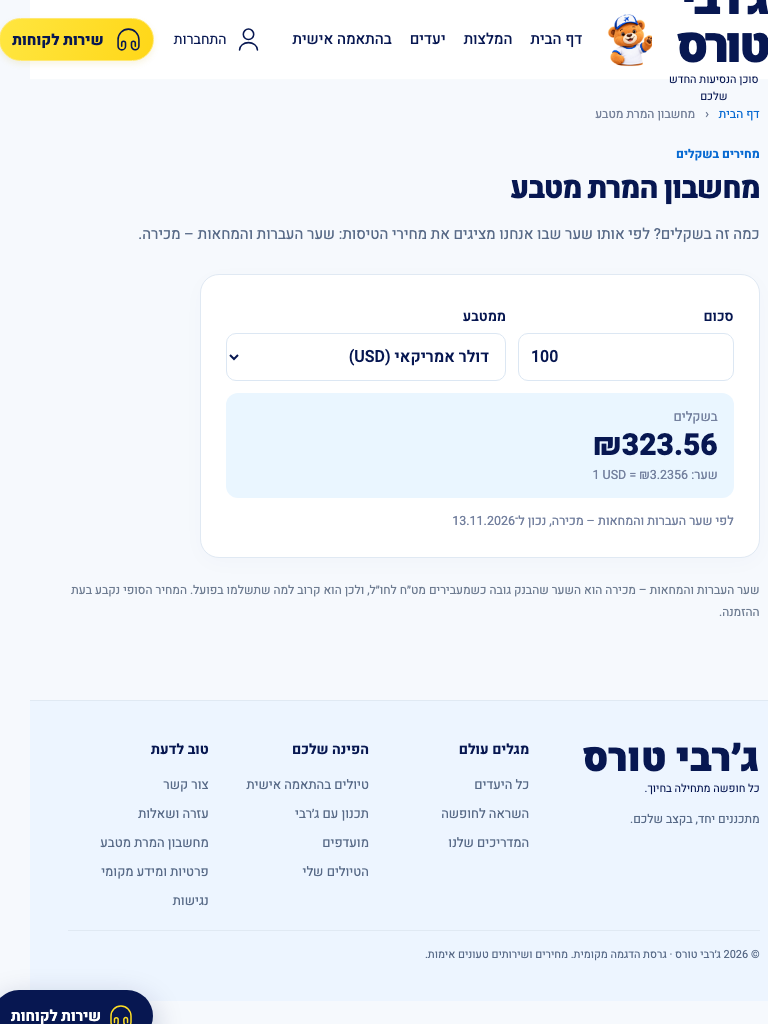 ג׳רבי
טורס
סוכן הנסיעות החדש
שלכם
דף הבית
המלצות
יעדים
בהתאמה אישית
התחברות
שירות לקוחות
דף הבית › מחשבון המרת מטבע
מחירים בשקלים
מחשבון המרת מטבע
כמה זה בשקלים? לפי אותו שער שבו אנחנו מציגים את מחירי הטיסות: שער העברות והמחאות – מכירה.
סכום
100
ממטבע
דולר אמריקאי (USD)
בשקלים
₪323.56
שער: 1 USD = ₪3.2356
לפי שער העברות והמחאות – מכירה, נכון ל־13.11.2026
שער העברות והמחאות – מכירה הוא השער שהבנק גובה כשמעבירים מט״ח לחו״ל, ולכן הוא קרוב למה שתשלמו בפועל. המחיר הסופי נקבע בעת
ההזמנה.
ג׳רבי טורס
כל חופשה מתחילה בחיוך.
מתכננים יחד, בקצב שלכם.
מגלים עולם
כל היעדים
השראה לחופשה
המדריכים שלנו
הפינה שלכם
טיולים בהתאמה אישית
תכנון עם ג׳רבי
מועדפים
הטיולים שלי
טוב לדעת
צור קשר
עזרה ושאלות
מחשבון המרת מטבע
פרטיות ומידע מקומי
נגישות
© 2026 ג׳רבי טורס · גרסת הדגמה מקומית. מחירים ושירותים טעונים אימות.
שירות לקוחות